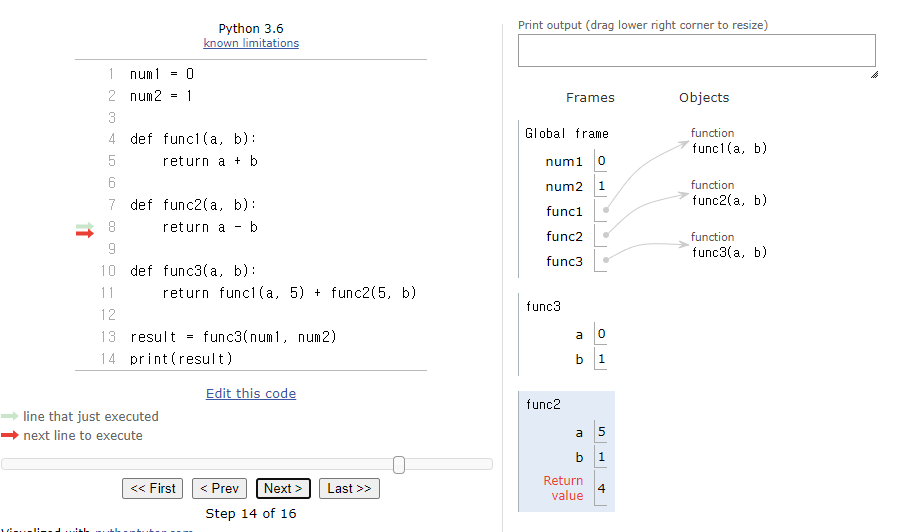 Python 3.6
known limitations
1 num1 = 0
2 num2 = 1
3
4 def func1(a, b):
5     return a + b
6
7 def func2(a, b):
8     return a - b
9
10 def func3(a, b):
11     return func1(a, 5) + func2(5, b)
12
13 result = func3(num1, num2)
14 print(result)
Edit this code
line that just executed
next line to execute
<< First < Prev Next > Last >>
Step 14 of 16
Visualized with pythontutor.com
Print output (drag lower right corner to resize)
Frames Objects
Global frame
num1 0
num2 1
func1
func2
func3
function
func1(a, b)
function
func2(a, b)
function
func3(a, b)
func3
a 0
b 1
func2
a 5
b 1
Return
value 4